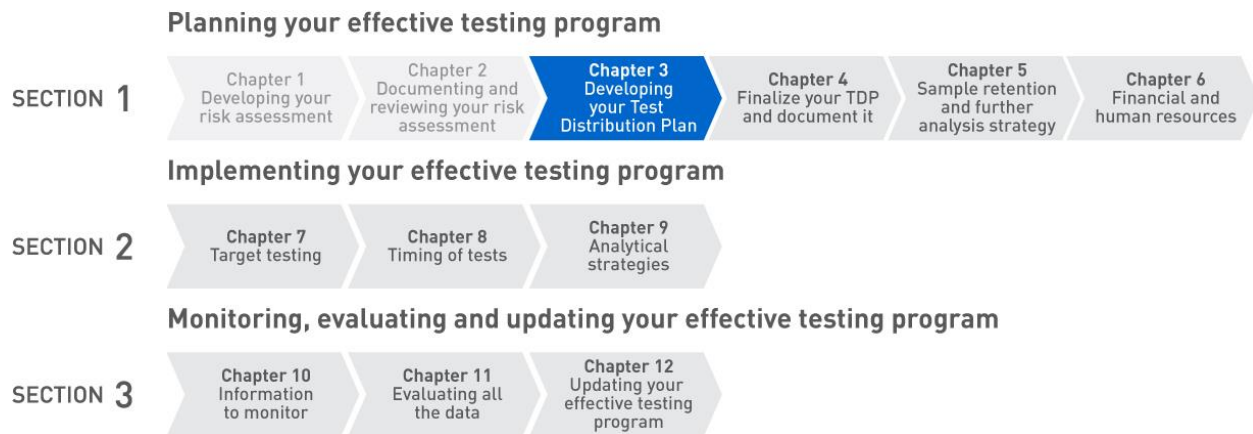 Planning your effective testing program
SECTION 1
Chapter 1
Developing your
risk assessment
Chapter 2
Documenting and
reviewing your risk
assessment
Chapter 3
Developing
your Test
Distribution Plan
Chapter 4
Finalize your TDP
and document it
Chapter 5
Sample retention
and further
analysis strategy
Chapter 6
Financial and
human resources
Implementing your effective testing program
SECTION 2
Chapter 7
Target testing
Chapter 8
Timing of tests
Chapter 9
Analytical
strategies
Monitoring, evaluating and updating your effective testing program
SECTION 3
Chapter 10
Information
to monitor
Chapter 11
Evaluating all
the data
Chapter 12
Updating your
effective testing
program